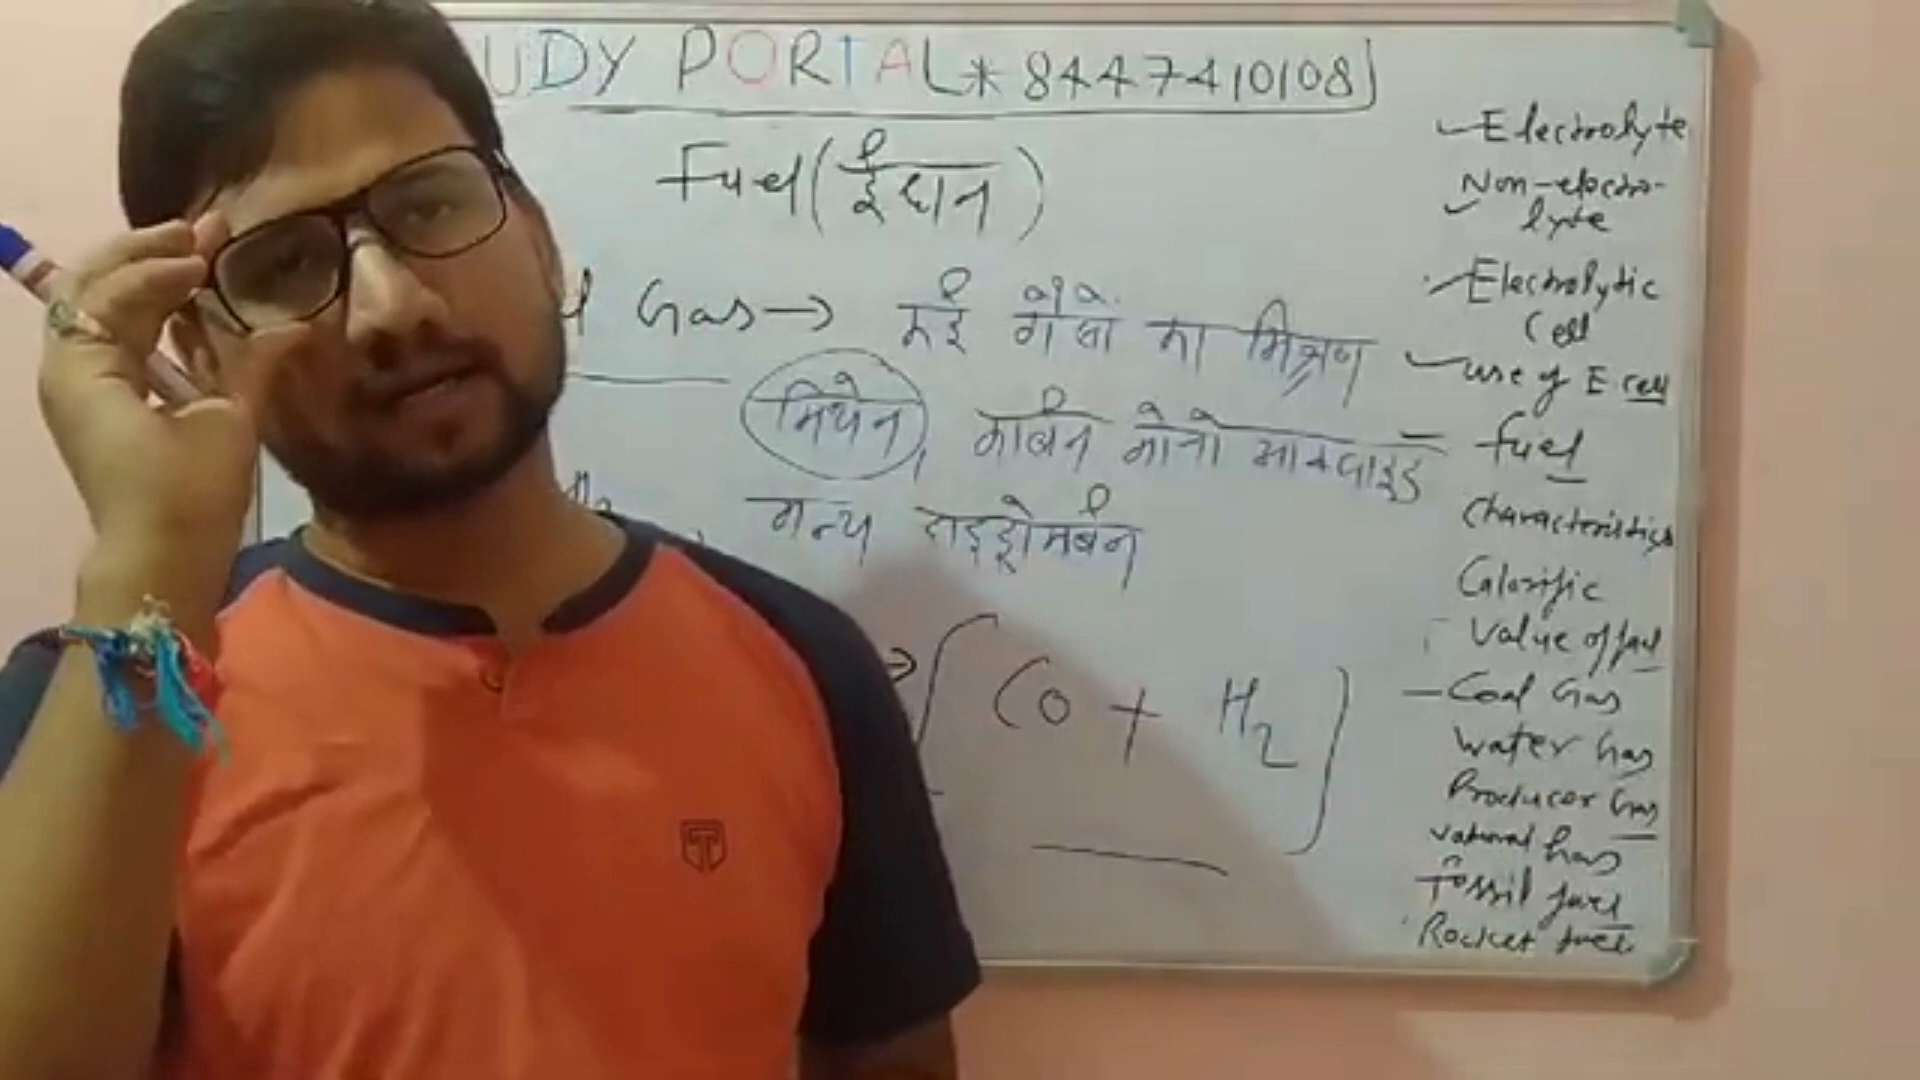 UDY PORTAL * 8447410108]
Fuel (ईंधन)
Gas → कई गैसों का मिश्रण
मिथेन, कार्बन मोनो आक्साइड
अन्य हाइड्रोकार्बन
→ [CO + H2]
Electrolyte
Non-electro-
lyte
Electrolytic
Cell
use of E cell
fuel
Characteristics
Calorific
Value of fuel
Coal Gas
Water Gas
Producer Gas
Natural Gas
Fossil fuel
Rocket fuel